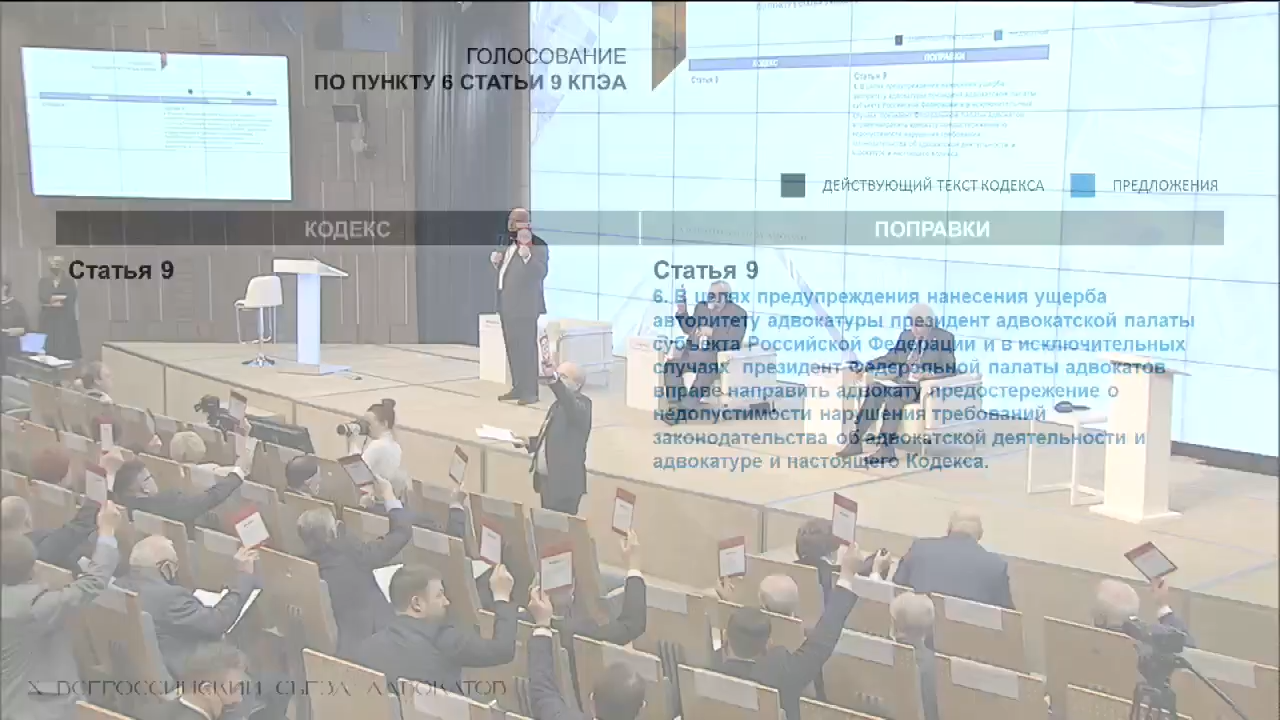 ГОЛОСОВАНИЕ
ПО ПУНКТУ 6 СТАТЬИ 9 КПЭА
ДЕЙСТВУЮЩИЙ ТЕКСТ КОДЕКСА
ПРЕДЛОЖЕНИЯ
КОДЕКС
ПОПРАВКИ
Статья 9
Статья 9
6. В целях предупреждения нанесения ущерба
авторитету адвокатуры президент адвокатской палаты
субъекта Российской Федерации и в исключительных
случаях президент Федеральной палаты адвокатов
вправе направить адвокату предостережение о
недопустимости нарушения требований
законодательства об адвокатской деятельности и
адвокатуре и настоящего Кодекса.
X ВСЕРОССИЙСКИЙ СЪЕЗД АДВОКАТОВ